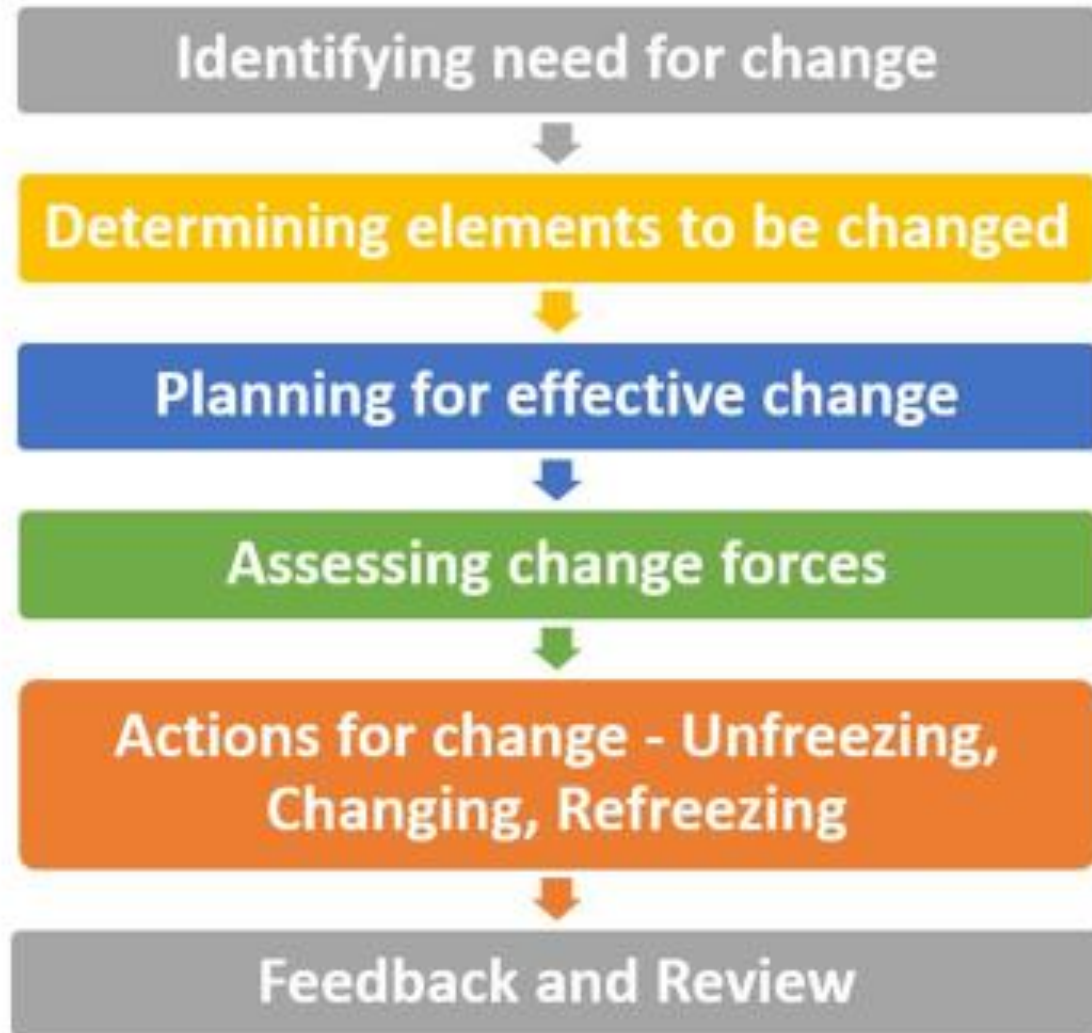 Identifying need for change
Determining elements to be changed
Planning for effective change
Assessing change forces
Actions for change - Unfreezing,
Changing, Refreezing
Feedback and Review